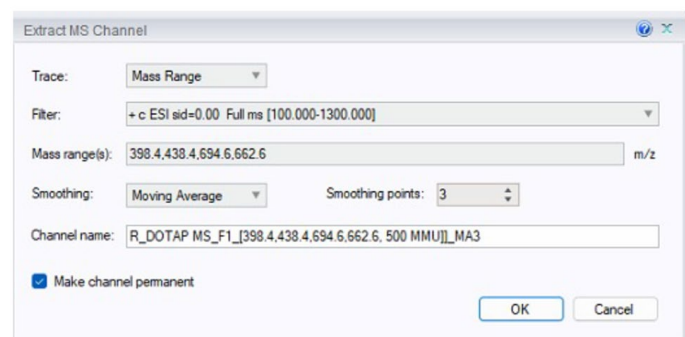 Extract MS Channel
Trace: Mass Range
Filter: + c ESI sid=0.00 Full ms [100.000-1300.000]
Mass range(s): 398.4,438.4,694.6,662.6 m/z
Smoothing: Moving Average Smoothing points: 3
Channel name: R_DOTAP MS_F1_[398.4,438.4,694.6,662.6, 500 MMU]]_MA3
Make channel permanent
OK Cancel